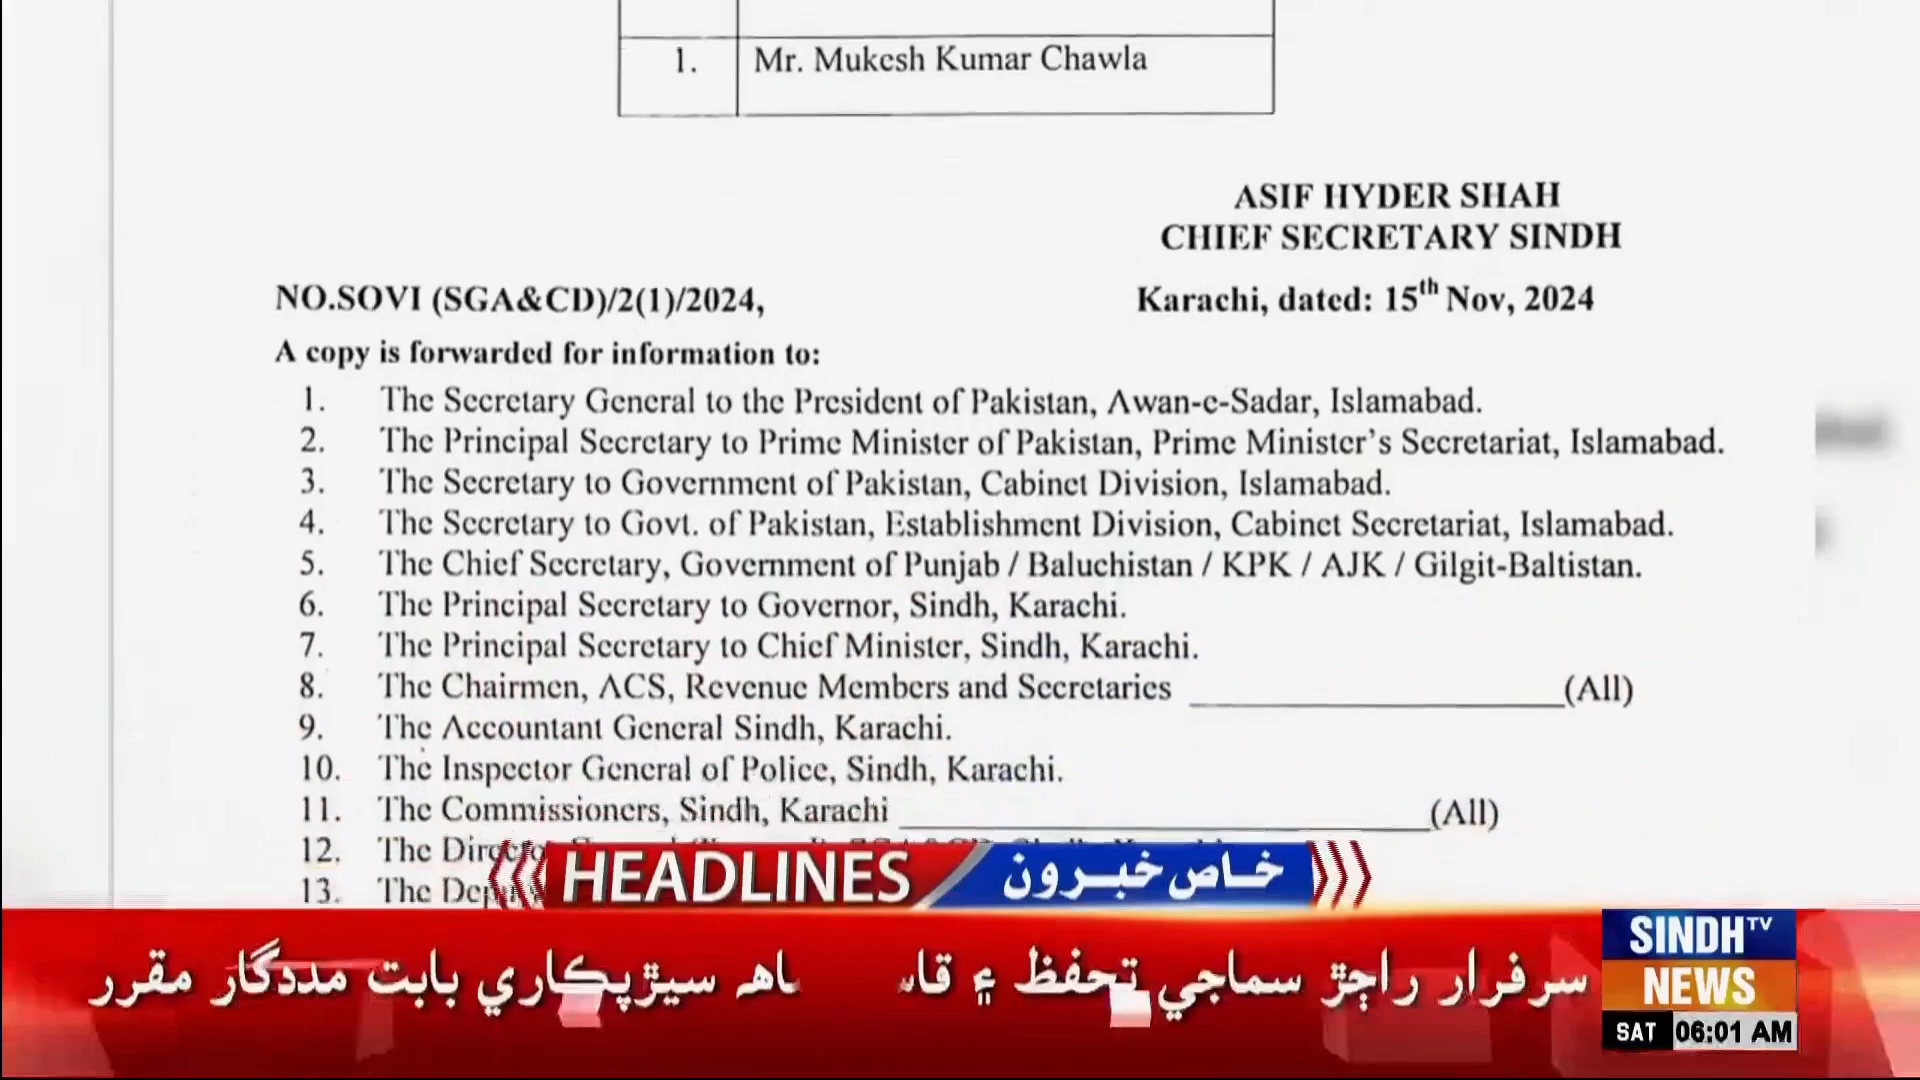 1. Mr. Mukesh Kumar Chawla
ASIF HYDER SHAH
CHIEF SECRETARY SINDH
NO.SOVI (SGA&CD)/2(1)/2024, Karachi, dated: 15th Nov, 2024
A copy is forwarded for information to:
1. The Secretary General to the President of Pakistan, Awan-e-Sadar, Islamabad.
2. The Principal Secretary to Prime Minister of Pakistan, Prime Minister's Secretariat, Islamabad.
3. The Secretary to Government of Pakistan, Cabinet Division, Islamabad.
4. The Secretary to Govt. of Pakistan, Establishment Division, Cabinet Secretariat, Islamabad.
5. The Chief Secretary, Government of Punjab / Baluchistan / KPK / AJK / Gilgit-Baltistan.
6. The Principal Secretary to Governor, Sindh, Karachi.
7. The Principal Secretary to Chief Minister, Sindh, Karachi.
8. The Chairmen, ACS, Revenue Members and Secretaries (All)
9. The Accountant General Sindh, Karachi.
10. The Inspector General of Police, Sindh, Karachi.
11. The Commissioners, Sindh, Karachi (All)
12. The
13. The
HEADLINES خاص خبرون
سرفراز راڄڙ سماجي تحفظ ۽ سيڙپڪاري بابت مددگار مقرر
SINDH TV
NEWS
SAT 06:01 AM